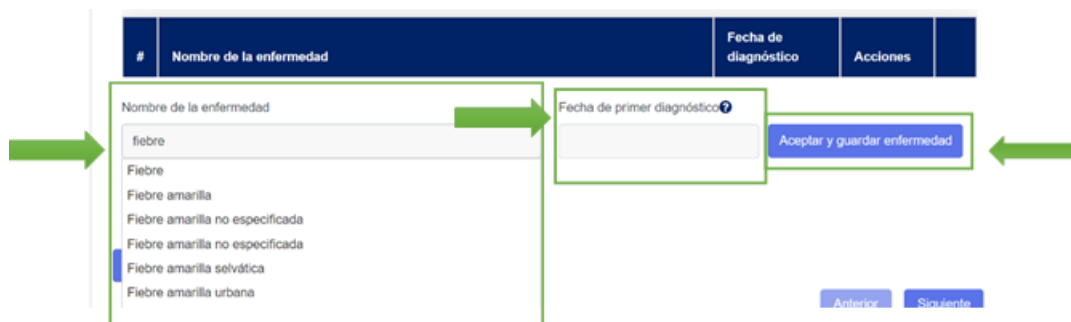 # Nombre de la enfermedad Fecha de diagnóstico Acciones
Nombre de la enfermedad
Fecha de primer diagnóstico?
fiebre
Aceptar y guardar enfermedad
Fiebre
Fiebre amarilla
Fiebre amarilla no especificada
Fiebre amarilla no especificada
Fiebre amarilla selvática
Fiebre amarilla urbana
Anterior
Siguiente